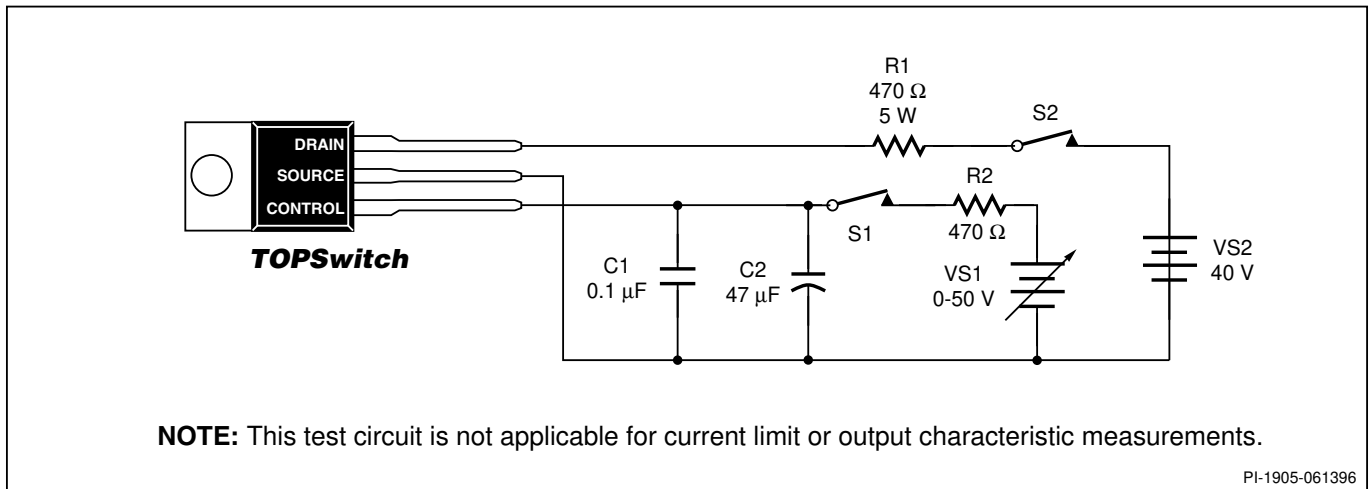 R1
470 Ω
5 W
S2
DRAIN
SOURCE
CONTROL
TOPSwitch
R2
470 Ω
S1
C1
0.1 μF
C2
47 μF
VS1
0-50 V
VS2
40 V
NOTE: This test circuit is not applicable for current limit or output characteristic measurements.
PI-1905-061396